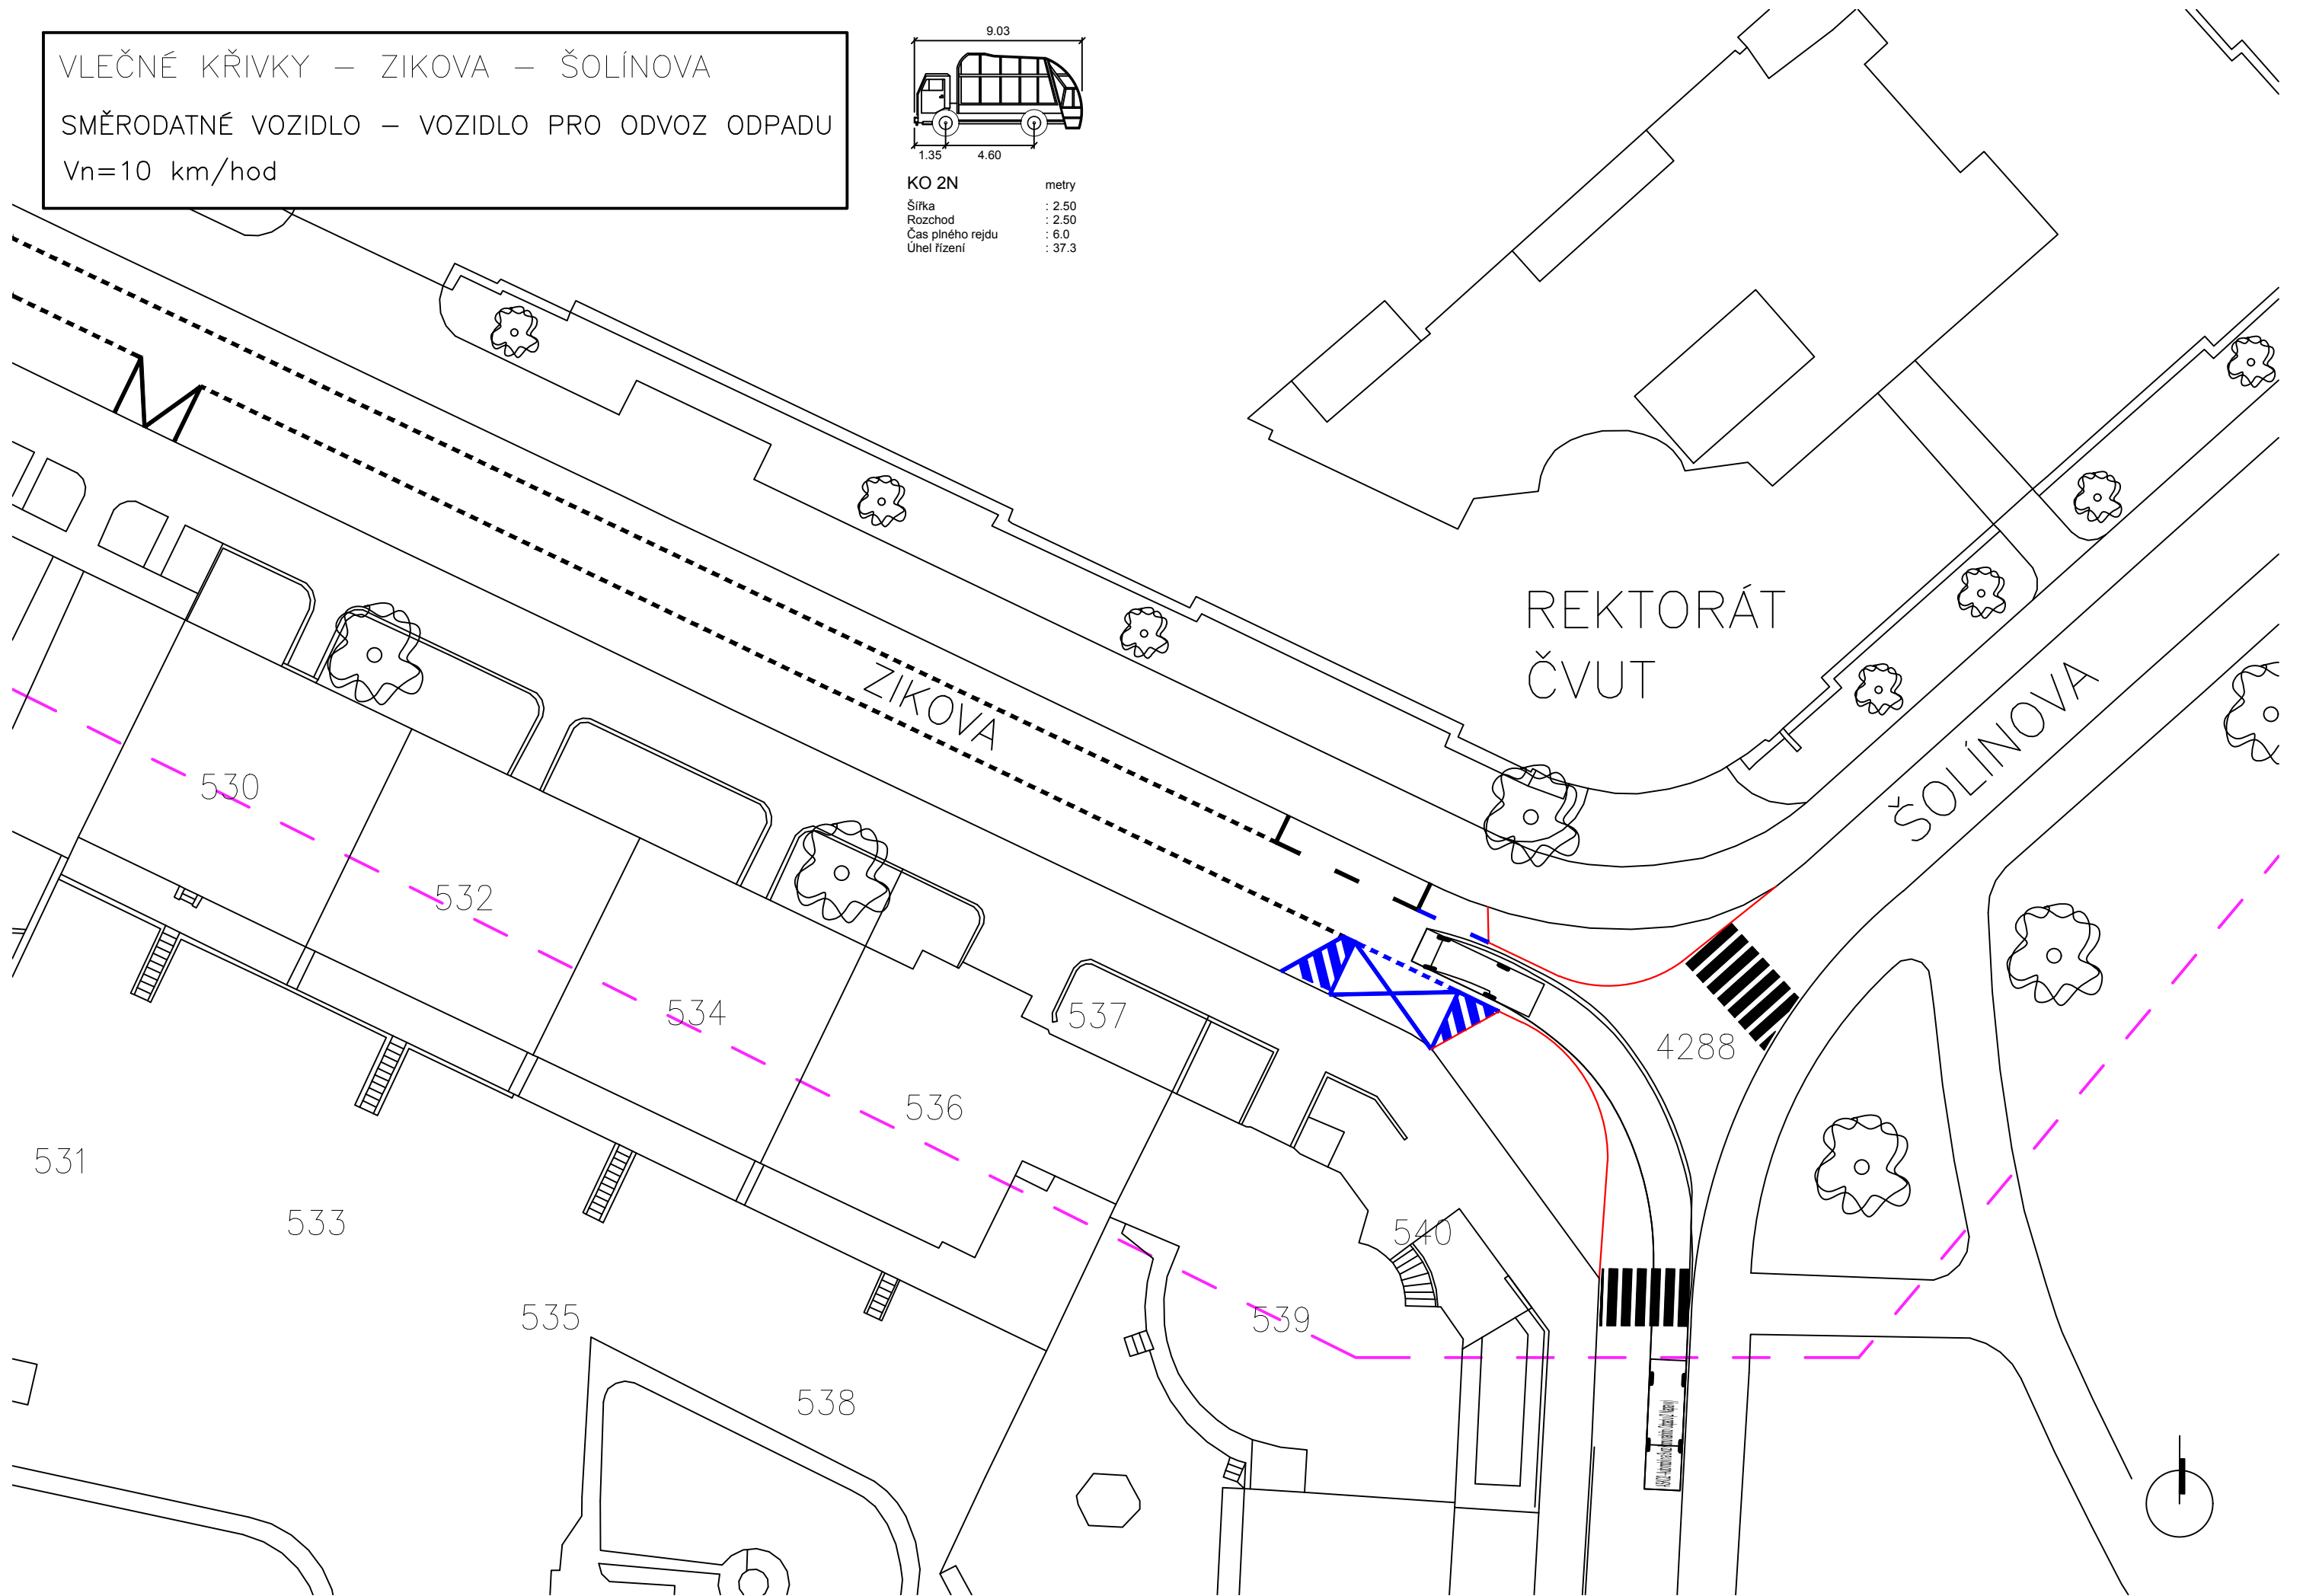 VLEČNÉ KŘIVKY – ZIKOVA – ŠOLÍNOVA
SMĚRODATNÉ VOZIDLO – VOZIDLO PRO ODVOZ ODPADU
Vn=10 km/hod
9.03
1.35 4.60
KO 2N metry
Šířka : 2.50
Rozchod : 2.50
Čas plného rejdu : 6.0
Úhel řízení : 37.3
REKTORÁT
ČVUT
ZIKOVA
ŠOLÍNOVA
530
532
534
537
4288
536
531
533
540
535
539
538